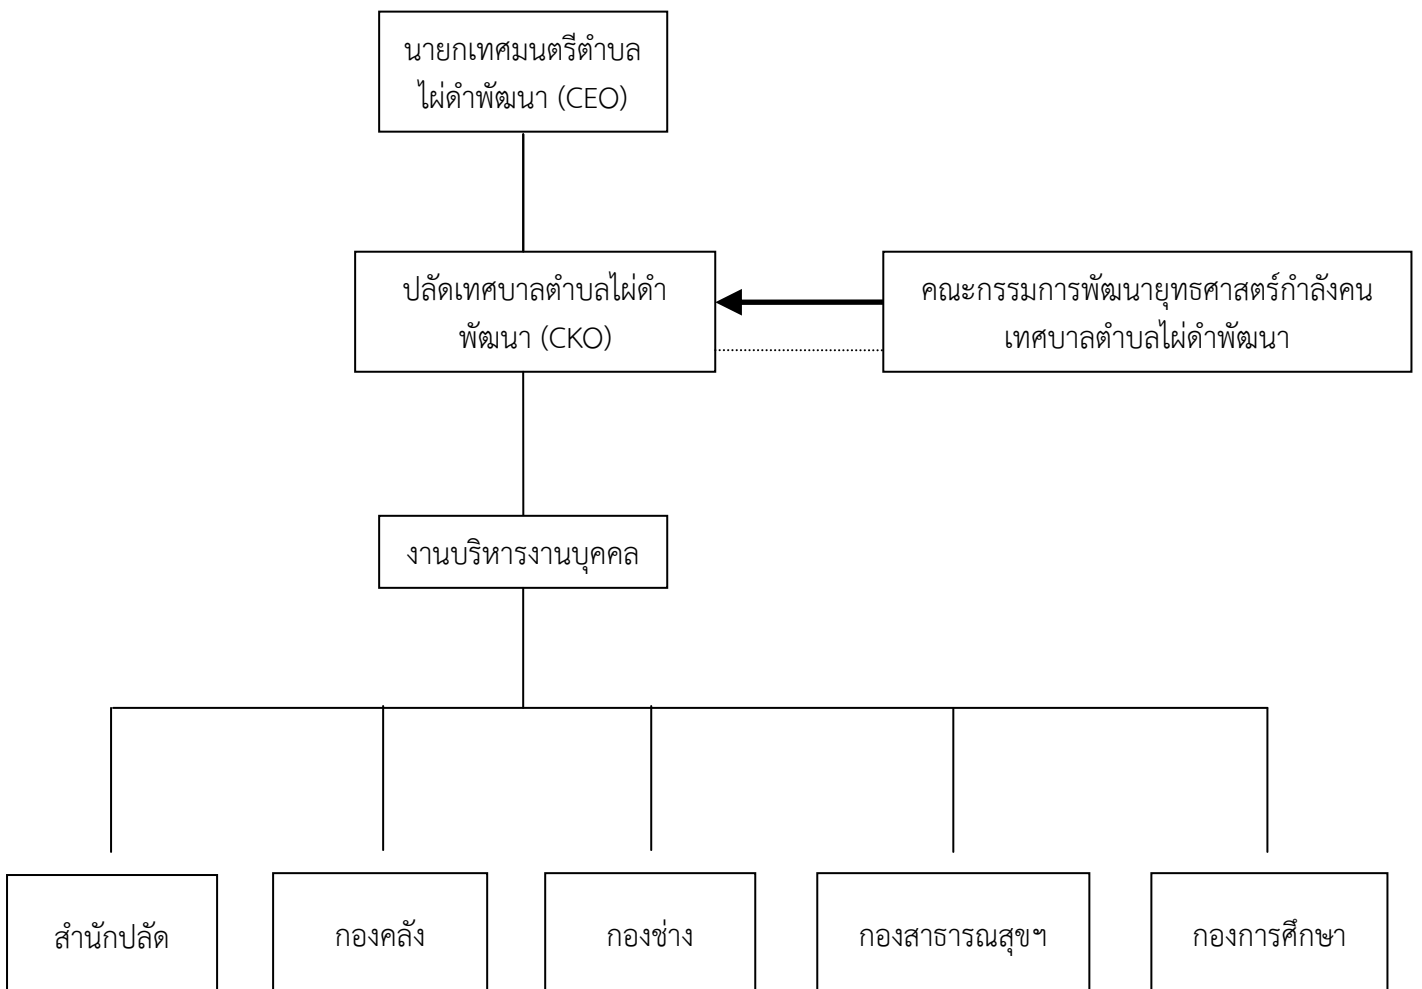 นายกเทศมนตรีตำบล
ไผ่ดำพัฒนา (CEO)
ปลัดเทศบาลตำบลไผ่ดำ
พัฒนา (CKO)
คณะกรรมการพัฒนายุทธศาสตร์กำลังคน
เทศบาลตำบลไผ่ดำพัฒนา
งานบริหารงานบุคคล
สำนักปลัด
กองคลัง
กองช่าง
กองสาธารณสุขฯ
กองการศึกษา